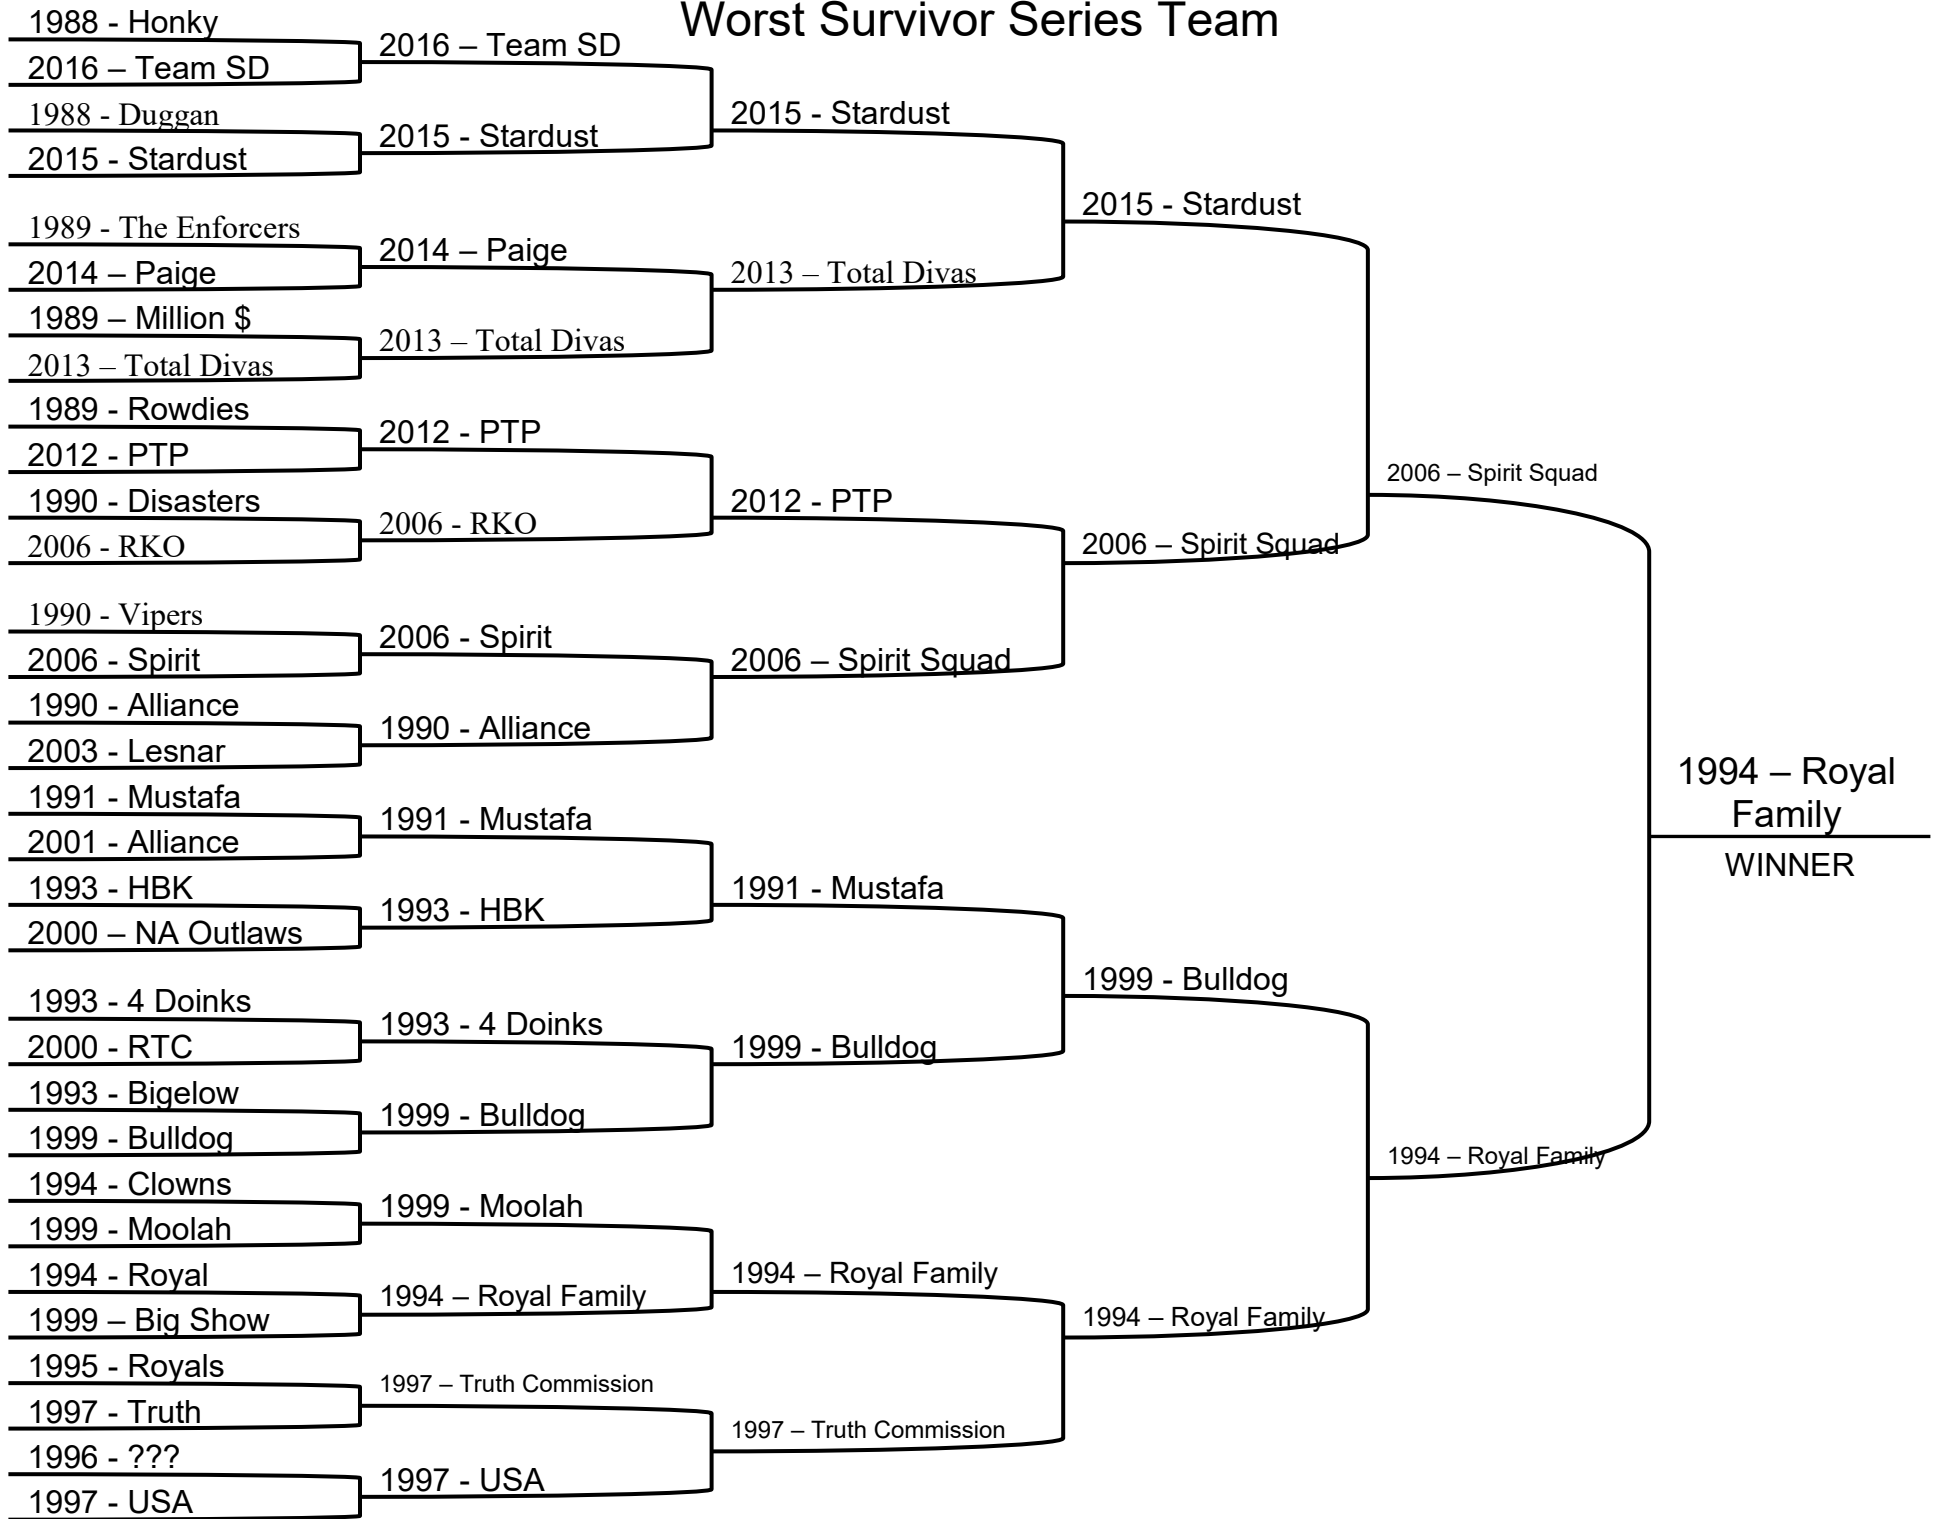 Worst Survivor Series Team
1988 - Honky
2016 – Team SD
1988 - Duggan
2015 - Stardust
1989 - The Enforcers
2014 – Paige
1989 – Million $
2013 – Total Divas
1989 - Rowdies
2012 - PTP
1990 - Disasters
2006 - RKO
1990 - Vipers
2006 - Spirit
1990 - Alliance
2003 - Lesnar
1991 - Mustafa
2001 - Alliance
1993 - HBK
2000 – NA Outlaws
1993 - 4 Doinks
2000 - RTC
1993 - Bigelow
1999 - Bulldog
1994 - Clowns
1999 - Moolah
1994 - Royal
1999 – Big Show
1995 - Royals
1997 - Truth
1996 - ???
1997 - USA
2016 – Team SD
2015 - Stardust
2014 – Paige
2013 – Total Divas
2012 - PTP
2006 - RKO
2006 - Spirit
1990 - Alliance
1991 - Mustafa
1993 - HBK
1993 - 4 Doinks
1999 - Bulldog
1999 - Moolah
1994 – Royal Family
1997 – Truth Commission
1997 - USA
2015 - Stardust
2013 – Total Divas
2012 - PTP
2006 – Spirit Squad
1991 - Mustafa
1999 - Bulldog
1994 – Royal Family
1997 – Truth Commission
2015 - Stardust
2006 – Spirit Squad
1999 - Bulldog
1994 – Royal Family
2006 – Spirit Squad
1994 – Royal Family
1994 – Royal
Family
WINNER